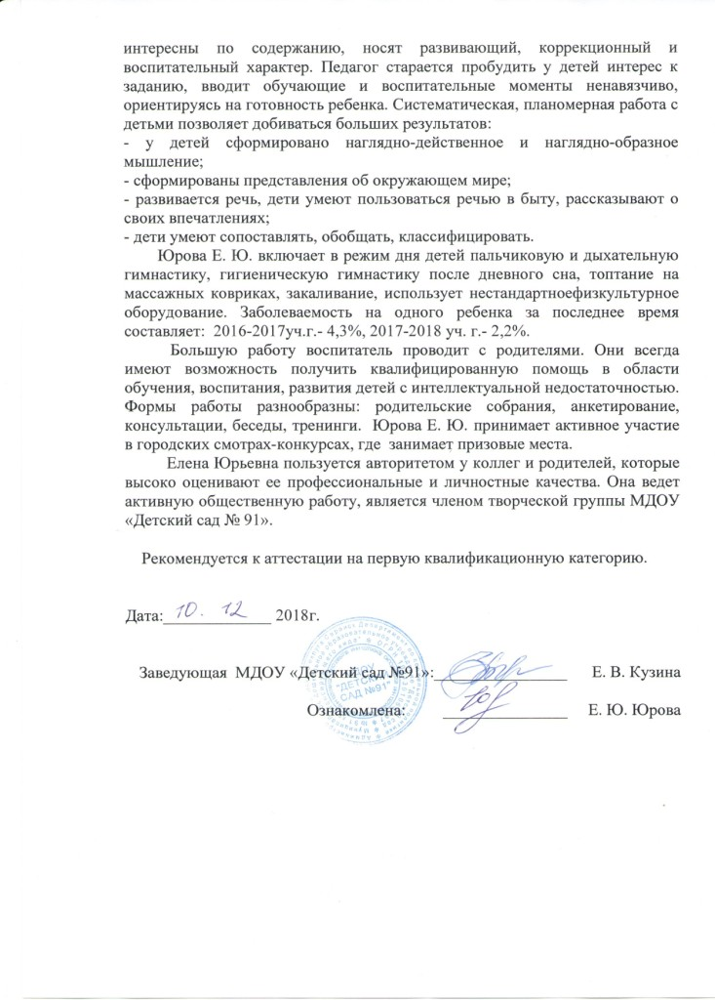 интересны по содержанию, носят развивающий, коррекционный и
воспитательный характер. Педагог старается пробудить у детей интерес к
заданию, вводит обучающие и воспитательные моменты ненавязчиво,
ориентируясь на готовность ребенка. Систематическая, планомерная работа с
детьми позволяет добиваться больших результатов:
- у детей сформировано наглядно-действенное и наглядно-образное
мышление;
- сформированы представления об окружающем мире;
- развивается речь, дети умеют пользоваться речью в быту, рассказывают о
своих впечатлениях;
- дети умеют сопоставлять, обобщать, классифицировать.
Юрова Е. Ю. включает в режим дня детей пальчиковую и дыхательную
гимнастику, гигиеническую гимнастику после дневного сна, топтание на
массажных ковриках, закаливание, использует нестандартноефизкультурное
оборудование. Заболеваемость на одного ребенка за последнее время
составляет: 2016-2017уч.г.- 4,3%, 2017-2018 уч. г.- 2,2%.
Большую работу воспитатель проводит с родителями. Они всегда
имеют возможность получить квалифицированную помощь в области
обучения, воспитания, развития детей с интеллектуальной недостаточностью.
Формы работы разнообразны: родительские собрания, анкетирование,
консультации, беседы, тренинги. Юрова Е. Ю. принимает активное участие
в городских смотрах-конкурсах, где занимает призовые места.
Елена Юрьевна пользуется авторитетом у коллег и родителей, которые
высоко оценивают ее профессиональные и личностные качества. Она ведет
активную общественную работу, является членом творческой группы МДОУ
«Детский сад № 91».
Рекомендуется к аттестации на первую квалификационную категорию.
Дата: 10. 12 2018г.
Заведующая МДОУ «Детский сад №91»: Е. В. Кузина
Ознакомлена: Е. Ю. Юрова
"ДЕТСКИЙ
САД №91"